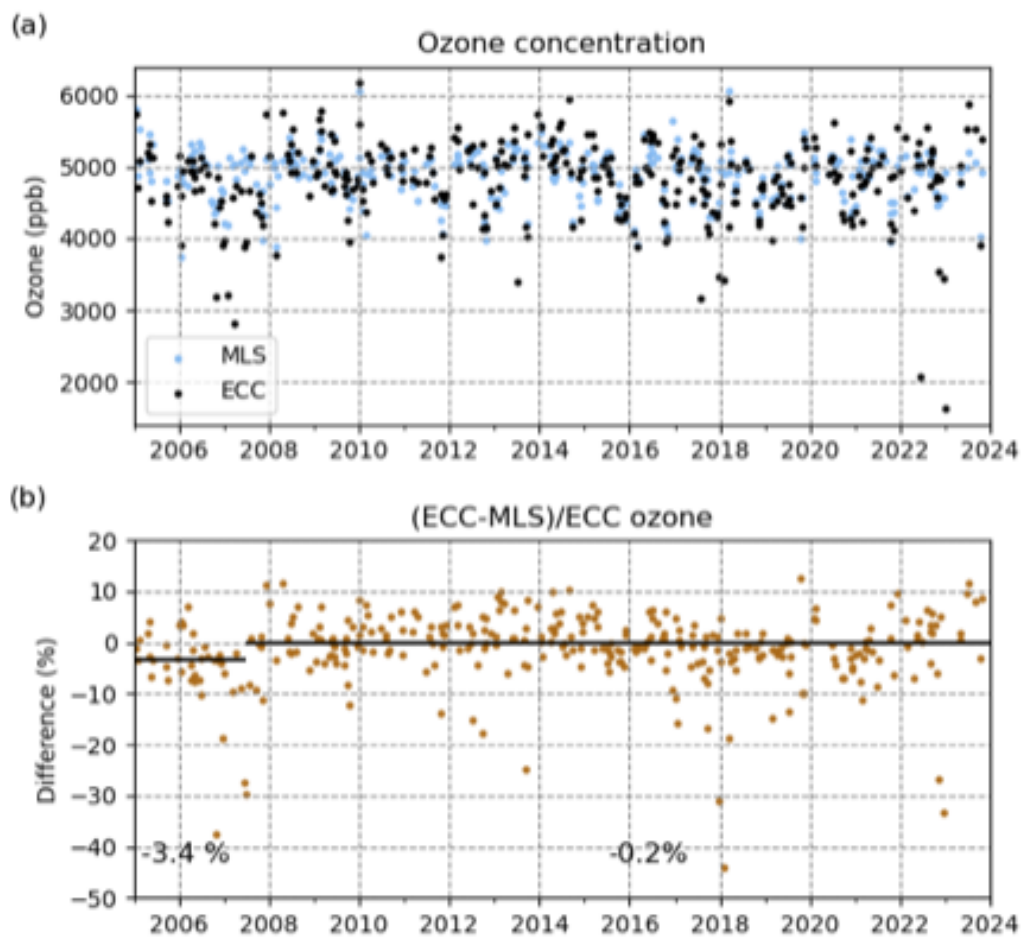 (a)
Ozone concentration
Ozone (ppb)
6000
5000
4000
3000
2000
MLS
ECC
2006 2008 2010 2012 2014 2016 2018 2020 2022 2024
(b)
(ECC-MLS)/ECC ozone
Difference (%)
20
10
0
−10
−20
−30
−40
−50
-3.4 % -0.2%
2006 2008 2010 2012 2014 2016 2018 2020 2022 2024